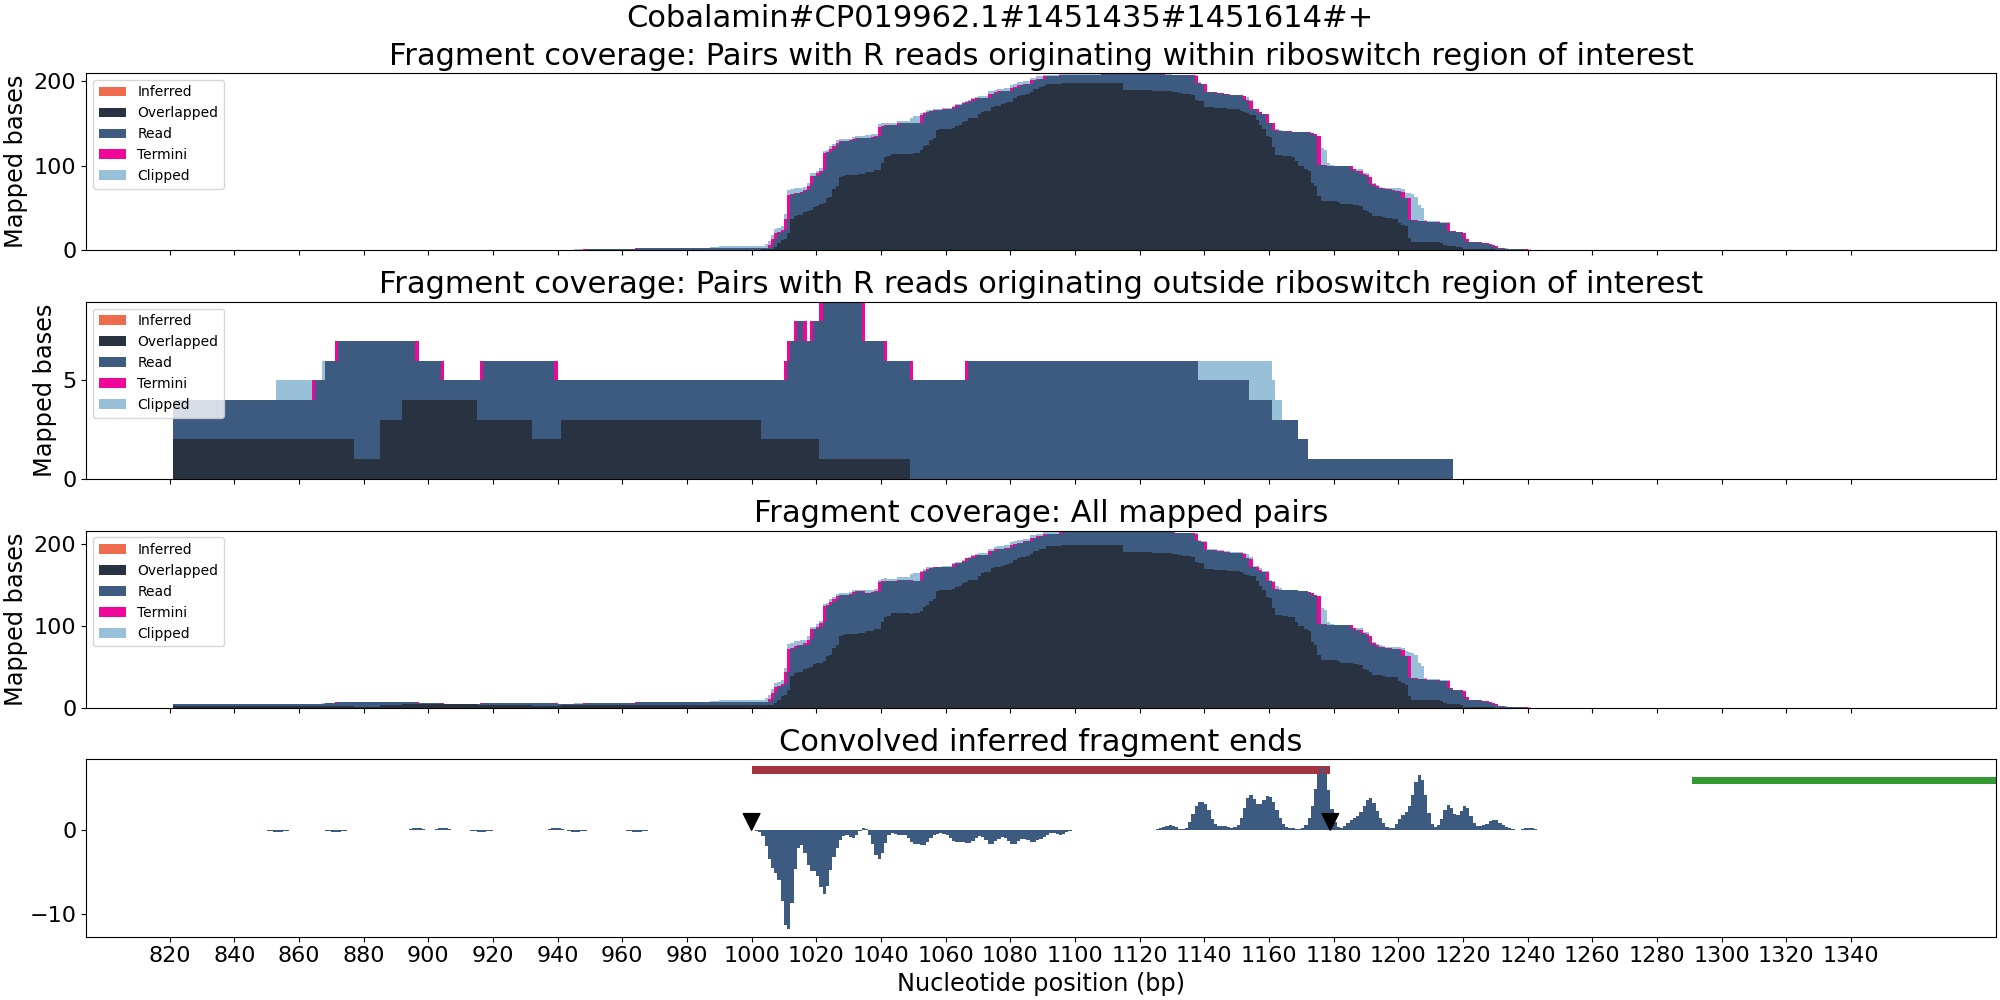 Cobalamin#CP019962.1#1451435#1451614#+
Fragment coverage: Pairs with R reads originating within riboswitch region of interest
Mapped bases
200
100
0
Inferred
Overlapped
Read
Termini
Clipped
Fragment coverage: Pairs with R reads originating outside riboswitch region of interest
Mapped bases
5
0
Inferred
Overlapped
Read
Termini
Clipped
Fragment coverage: All mapped pairs
Mapped bases
200
100
0
Inferred
Overlapped
Read
Termini
Clipped
Convolved inferred fragment ends
0
−10
820 840 860 880 900 920 940 960 980 1000 1020 1040 1060 1080 1100 1120 1140 1160 1180 1200 1220 1240 1260 1280 1300 1320 1340
Nucleotide position (bp)